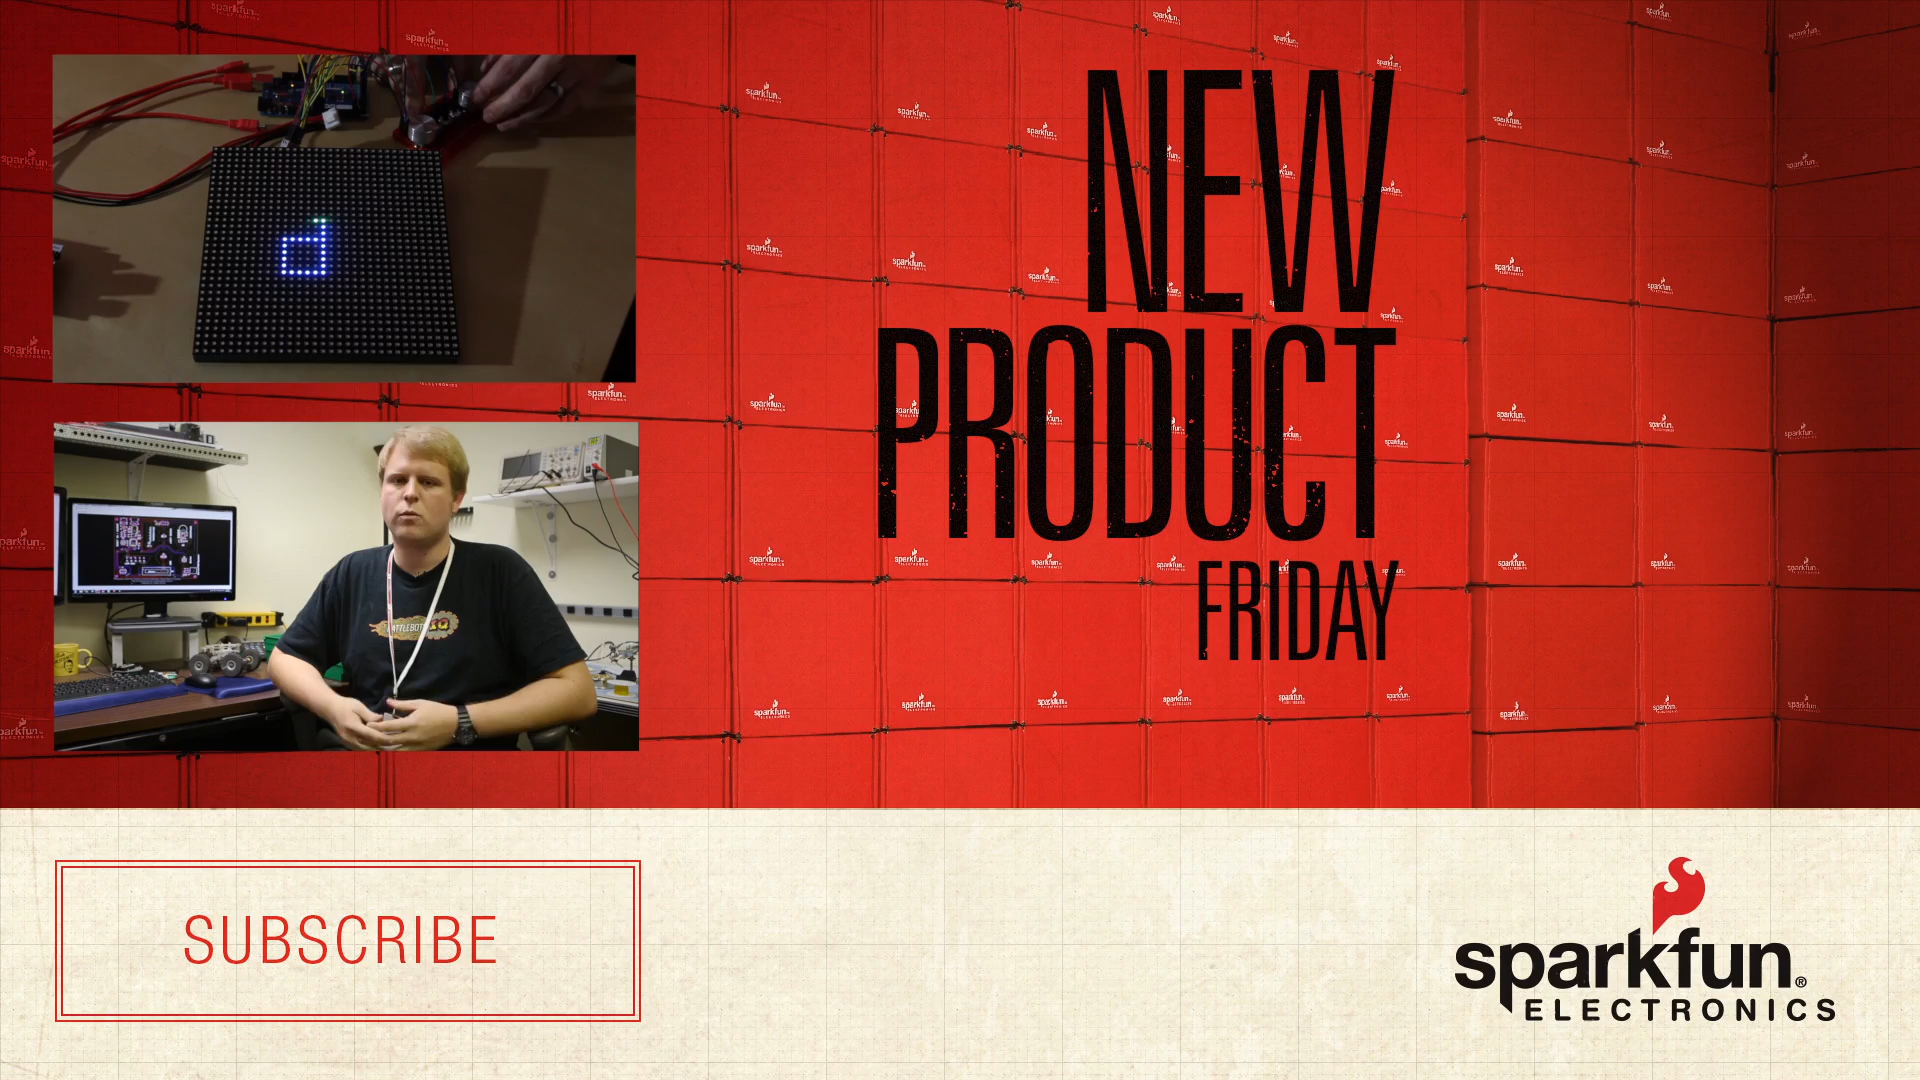 NEW
PRODUCT
FRIDAY
SUBSCRIBE
sparkfun®
ELECTRONICS